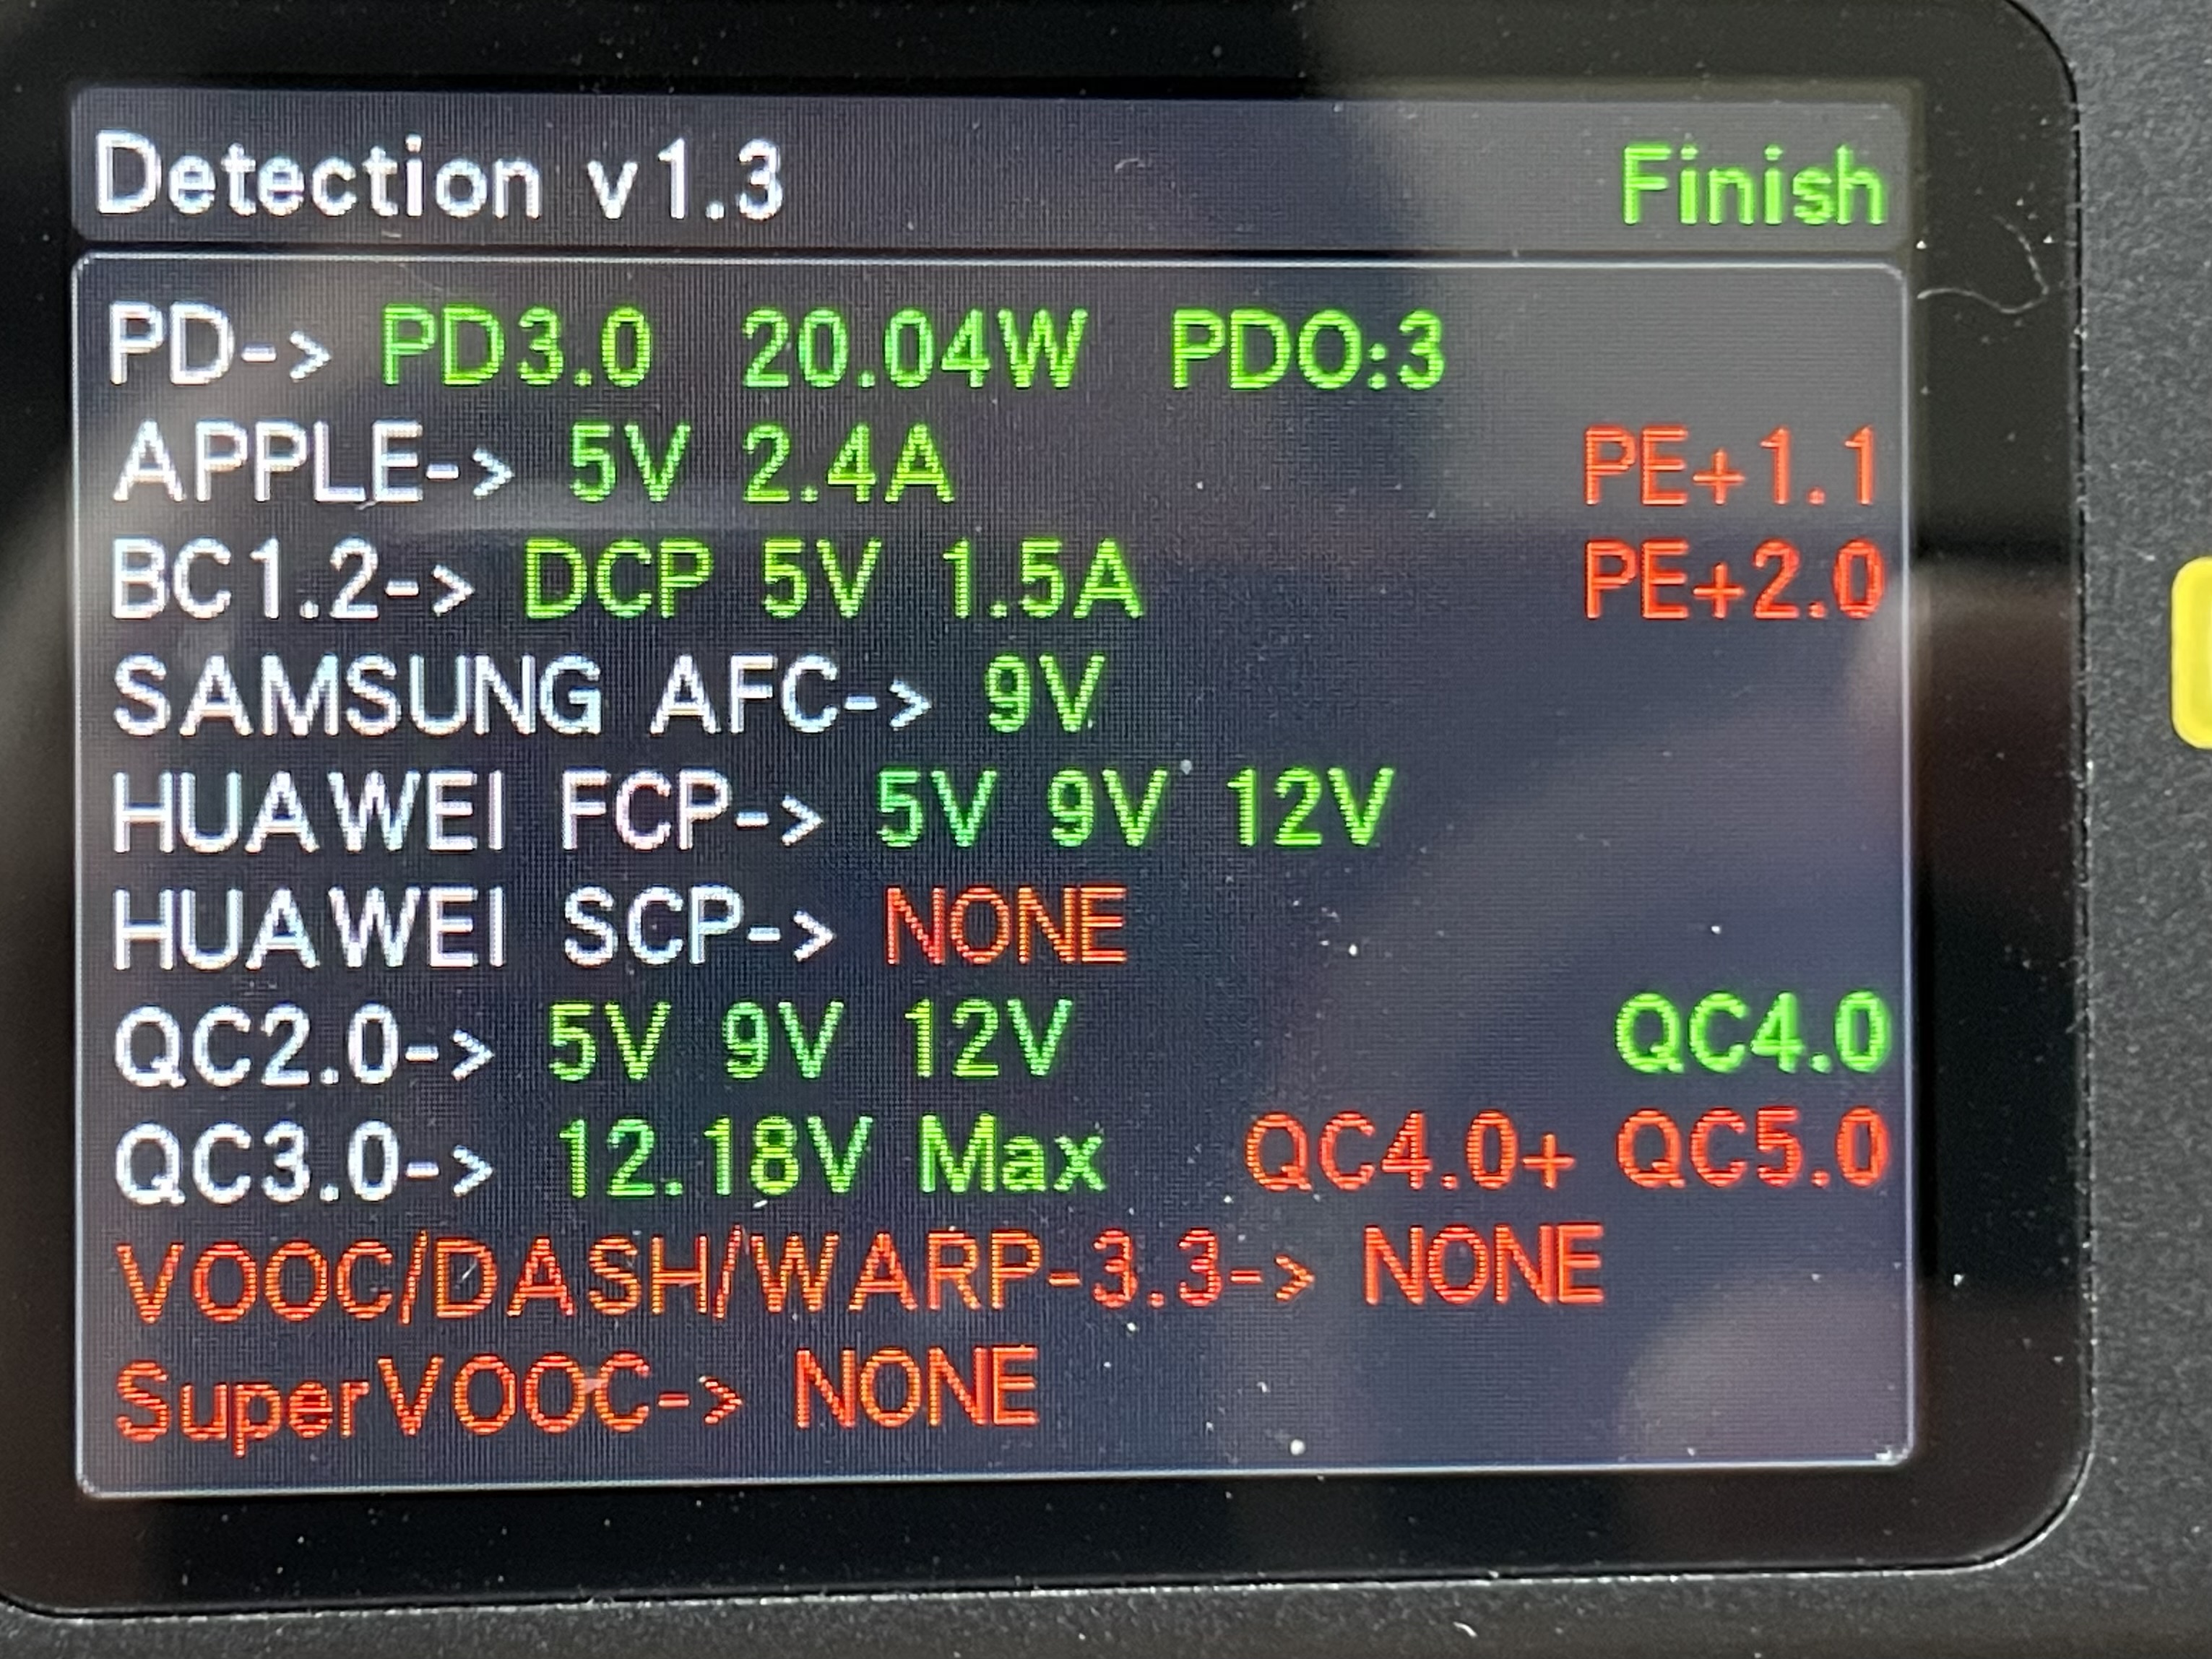 Detection v1.3 Finish
PD-> PD3.0 20.04W PDO:3
APPLE-> 5V 2.4A PE+1.1
BC1.2-> DCP 5V 1.5A PE+2.0
SAMSUNG AFC-> 9V
HUAWEI FCP-> 5V 9V 12V
HUAWEI SCP-> NONE
QC2.0-> 5V 9V 12V QC4.0
QC3.0-> 12.18V Max QC4.0+ QC5.0
VOOC/DASH/WARP-3.3-> NONE
SuperVOOC-> NONE